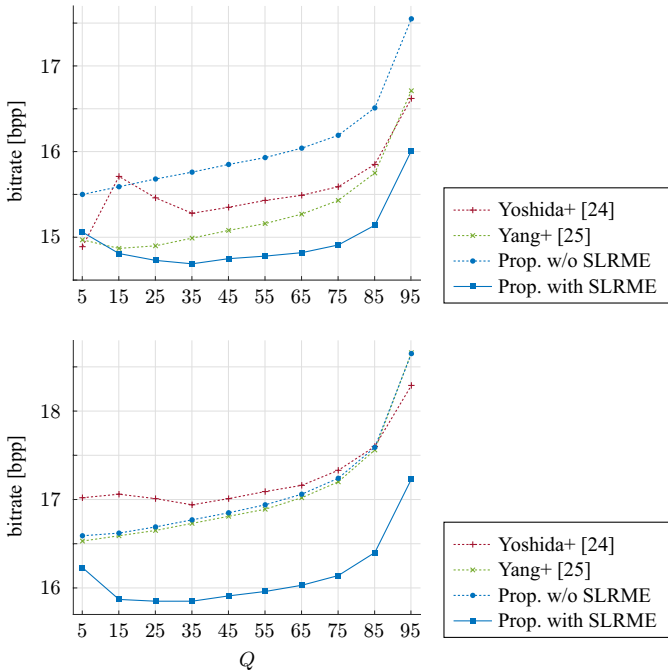 bitrate [bpp]
17
16
15
5 15 25 35 45 55 65 75 85 95
Yoshida+ [24]
Yang+ [25]
Prop. w/o SLRME
Prop. with SLRME
bitrate [bpp]
18
17
16
5 15 25 35 45 55 65 75 85 95
Q
Yoshida+ [24]
Yang+ [25]
Prop. w/o SLRME
Prop. with SLRME